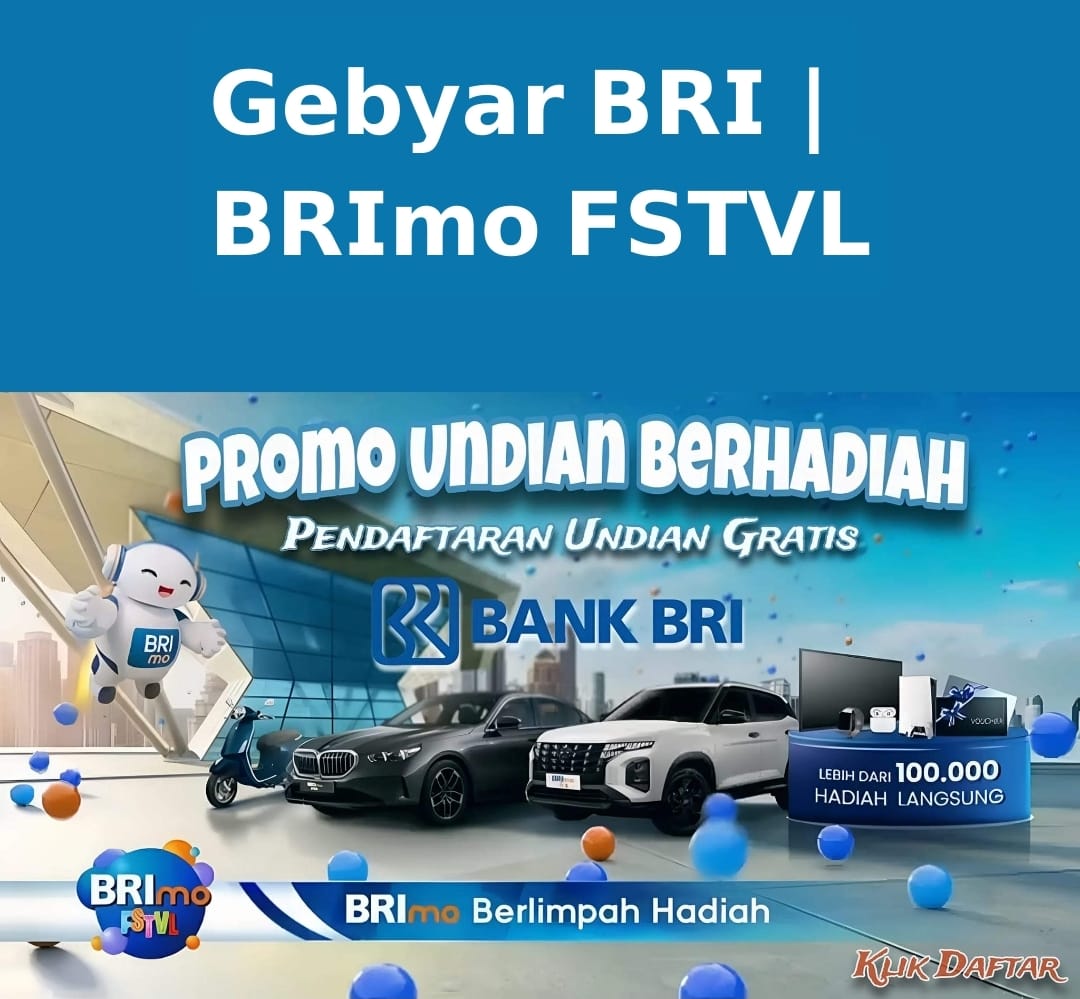 Gebyar BRI |
BRImo FSTVL
PROMO UNDIAN BERHADIAH
PENDAFTARAN UNDIAN GRATIS
BANK BRI
BRI
mo
VOUCHER
LEBIH DARI 100.000
HADIAH LANGSUNG
BRImo
FSTVL
BRImo Berlimpah Hadiah
KLIK DAFTAR